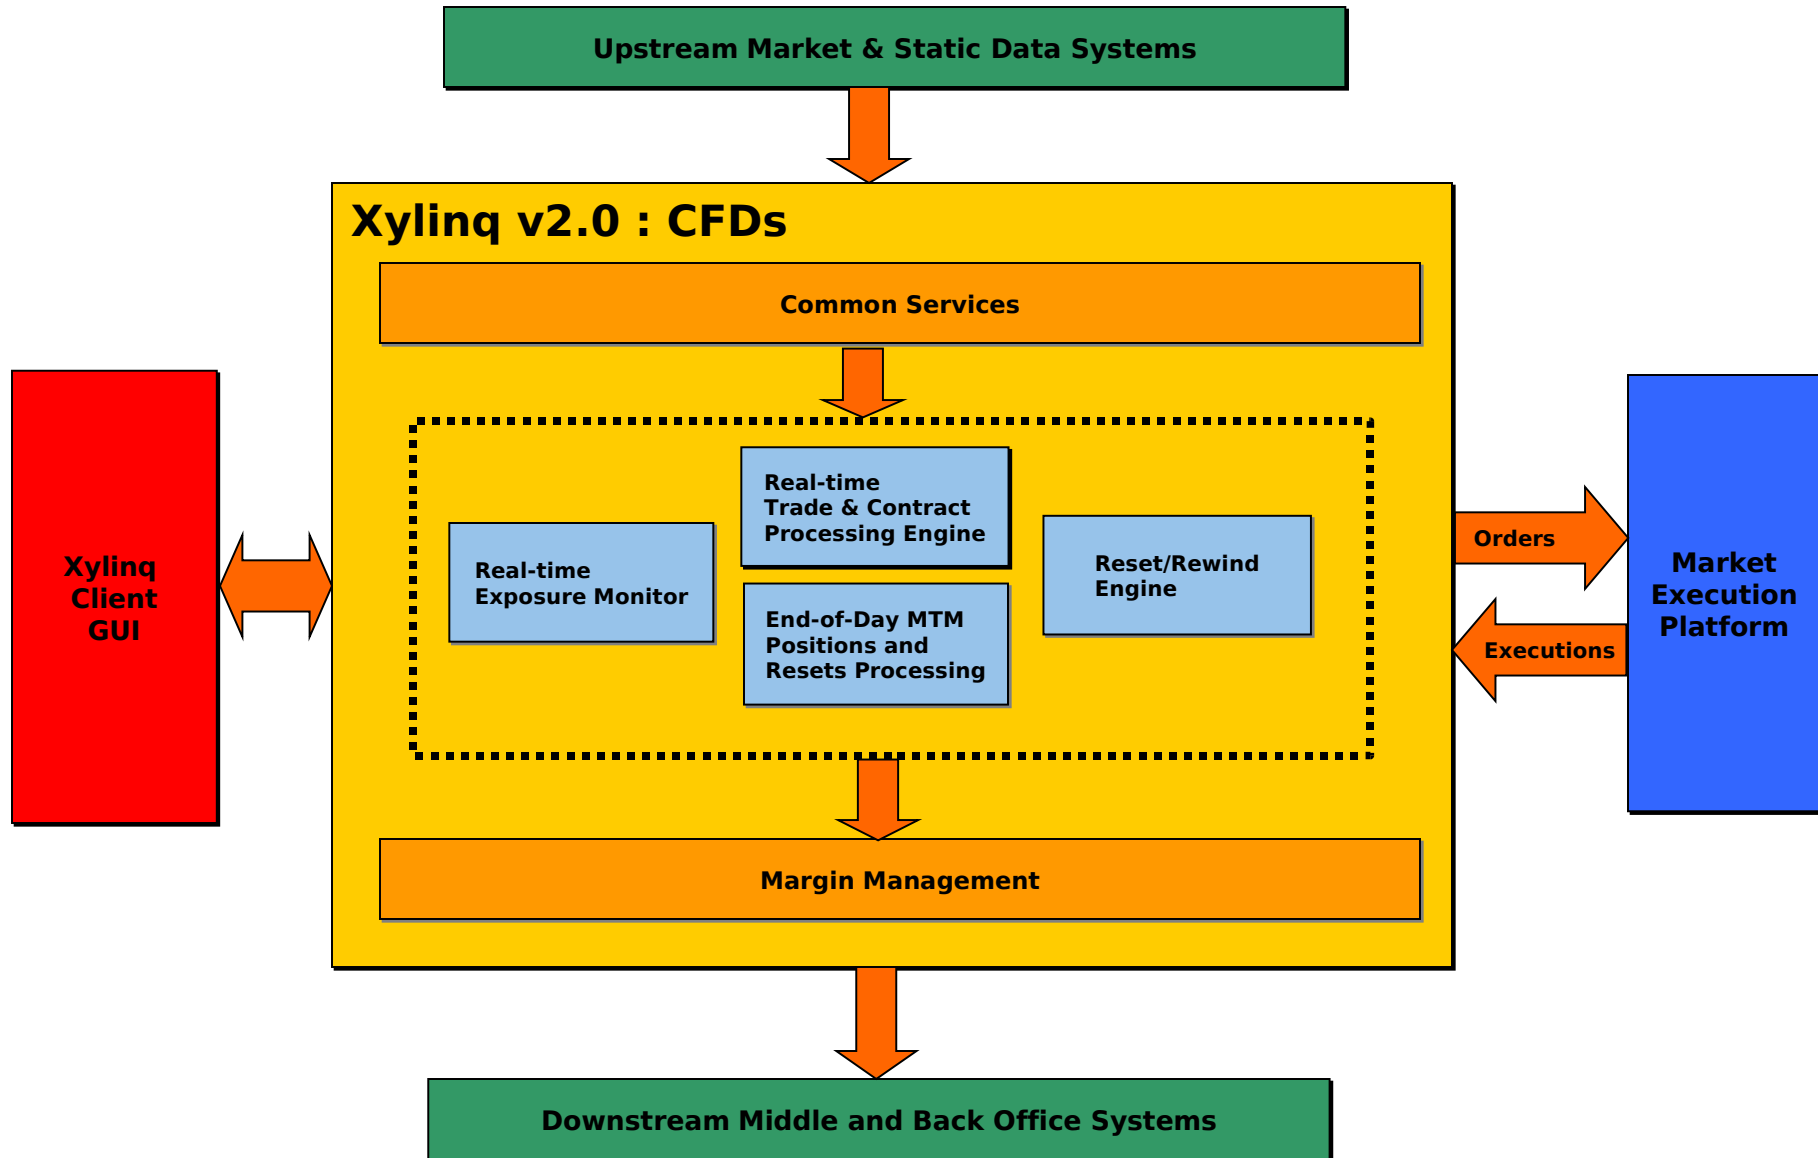 Upstream Market & Static Data Systems
Xylinq v2.0 : CFDs
Common Services
Xylinq
Client
GUI
Real-time
Exposure Monitor
Real-time
Trade & Contract
Processing Engine
End-of-Day MTM
Positions and
Resets Processing
Reset/Rewind
Engine
Orders
Executions
Market
Execution
Platform
Margin Management
Downstream Middle and Back Office Systems